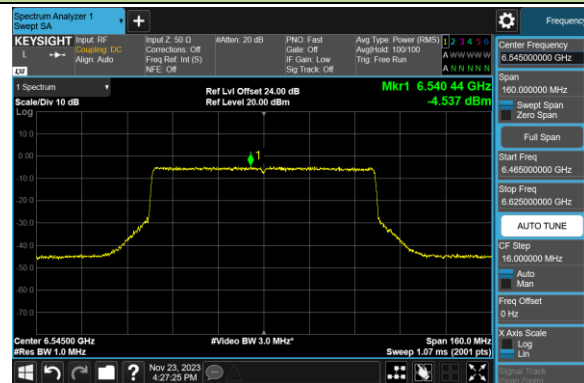 Spectrum Analyzer 1
Swept SA
+
Frequency
KEYSIGHT
L
LXI
Input: RF
Coupling: DC
Align: Auto
Input Z: 50 Ω
Corrections: Off
Freq Ref: Int (S)
NFE: Off
#Atten: 20 dB
PNO: Fast
Gate: Off
IF Gain: Low
Sig Track: Off
Avg Type: Power (RMS)
Avg|Hold: 100/100
Trig: Free Run
1 2 3 4 5 6
A W W W W W
A N N N N N
1 Spectrum
Scale/Div 10 dB
Log
Ref Lvl Offset 24.00 dB
Ref Level 20.00 dBm
Mkr1 6.540 44 GHz
-4.537 dBm
1
10.0
0.00
-10.0
-20.0
-30.0
-40.0
-50.0
-60.0
-70.0
Center 6.54500 GHz
#Res BW 1.0 MHz
#Video BW 3.0 MHz*
Span 160.0 MHz
Sweep 1.07 ms (2001 pts)
Center Frequency
6.545000000 GHz
Span
160.000000 MHz
Swept Span
Zero Span
Full Span
Start Freq
6.465000000 GHz
Stop Freq
6.625000000 GHz
AUTO TUNE
CF Step
16.000000 MHz
Auto
Man
Freq Offset
0 Hz
X Axis Scale
Log
Lin
Signal Track
?
Nov 23, 2023
4:27:25 PM